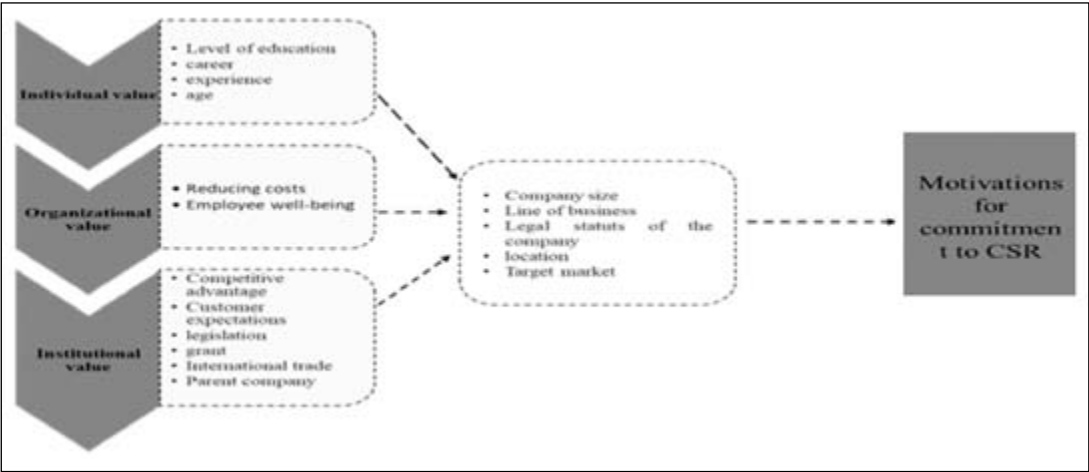 Individual value
• Level of education
• career
• experience
• age
Organizational
value
• Reducing costs
• Employee well-being
Institutional
value
• Competitive
advantage
• Customer
expectations
• legislation
• grant
• International trade
• Parent company
• Company size
• Line of business
• Legal statuts of the
company
• location
• Target market
Motivations
for
commitmen
t to CSR